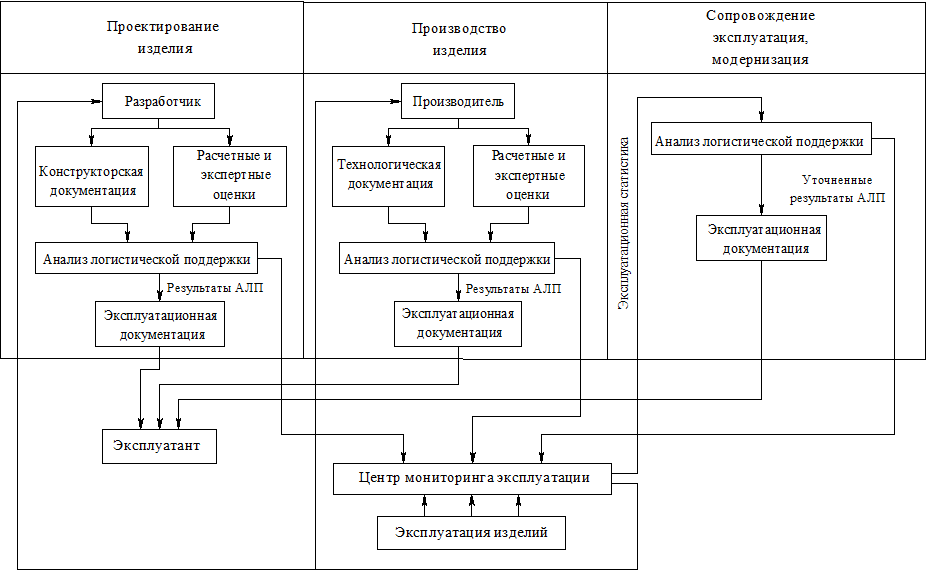 Проектирование
изделия
Производство
изделия
Сопровождение
эксплуатация,
модернизация
Разработчик
Конструкторская
документация
Расчетные и
экспертные
оценки
Анализ логистической поддержки
Результаты АЛП
Эксплуатационная
документация
Производитель
Технологическая
документация
Расчетные и
экспертные
оценки
Анализ логистической поддержки
Результаты АЛП
Эксплуатационная
документация
Эксплуатационная статистика
Анализ логистической поддержки
Уточненные
результаты АЛП
Эксплуатационная
документация
Эксплуатант
Центр мониторинга эксплуатации
Эксплуатация изделий